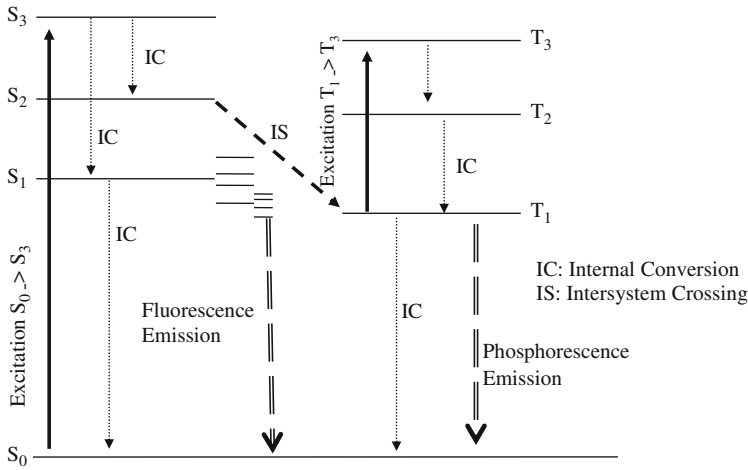 S3
IC
IC
S2
IS
S1
IC
Excitation S0 -> S3
Fluorescence
Emission
S0
T3
Excitation T1 -> T3
T2
IC
T1
IC
IC: Internal Conversion
IS: Intersystem Crossing
Phosphorescence
Emission